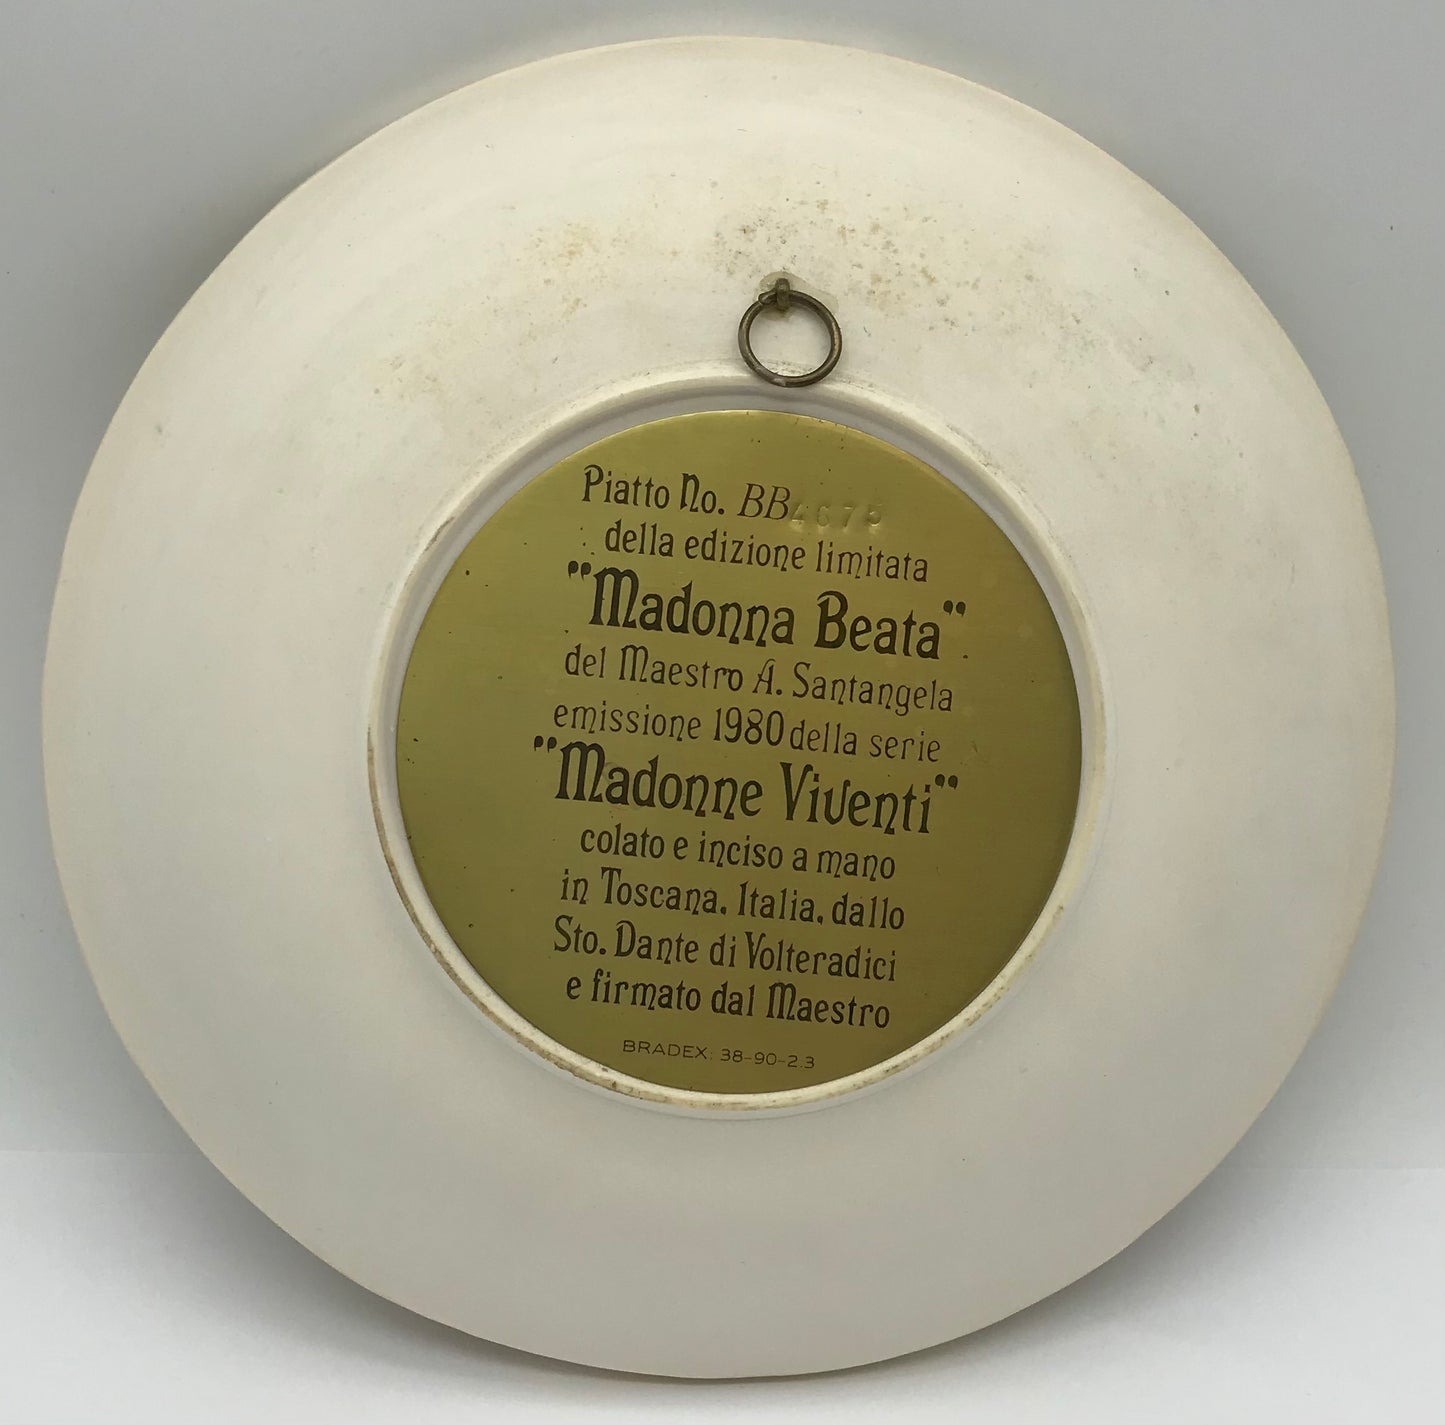 Piatto No. BB4675
della edizione limitata
"Madonna Beata"
del Maestro A. Santangela
emissione 1980 della serie
"Madonne Viventi"
colato e inciso a mano
in Toscana, Italia, dallo
Sto. Dante di Volteradici
e firmato dal Maestro
BRADEX: 38-90-2.3